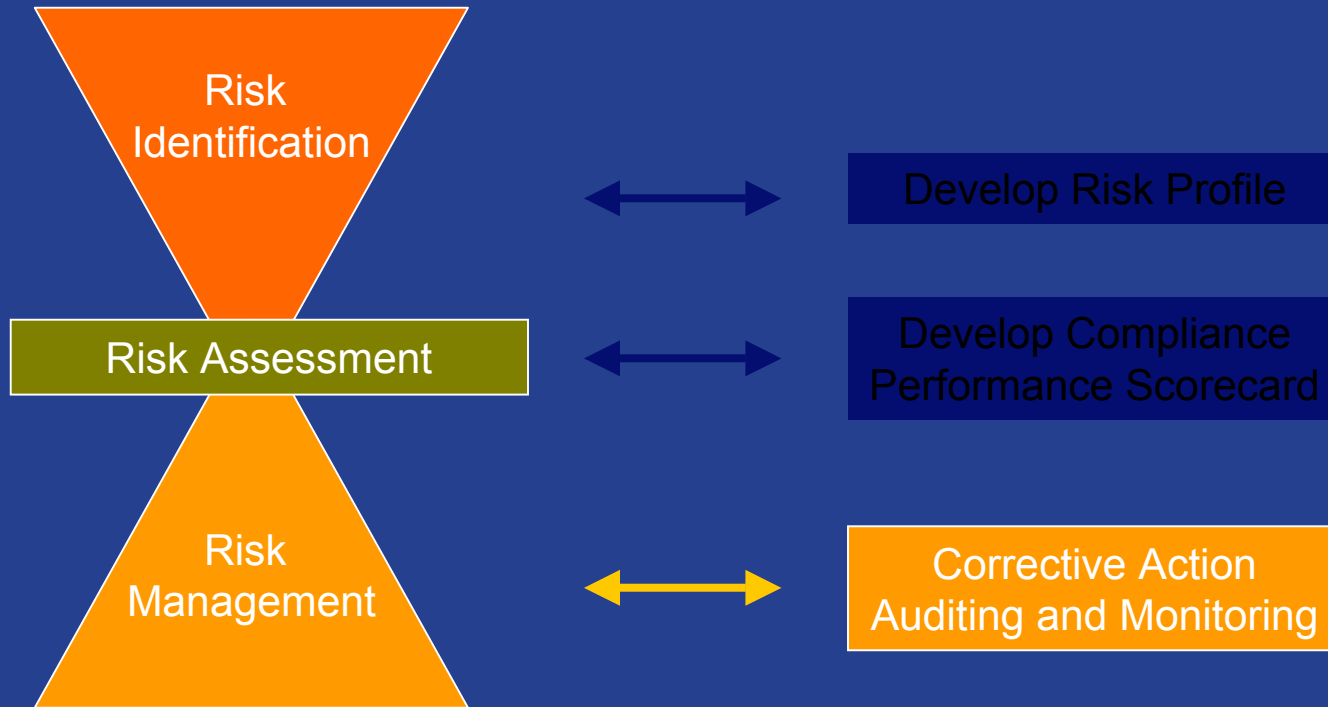 Risk
Identification
Develop Risk Profile
Risk Assessment
Develop Compliance
Performance Scorecard
Risk
Management
Corrective Action
Auditing and Monitoring